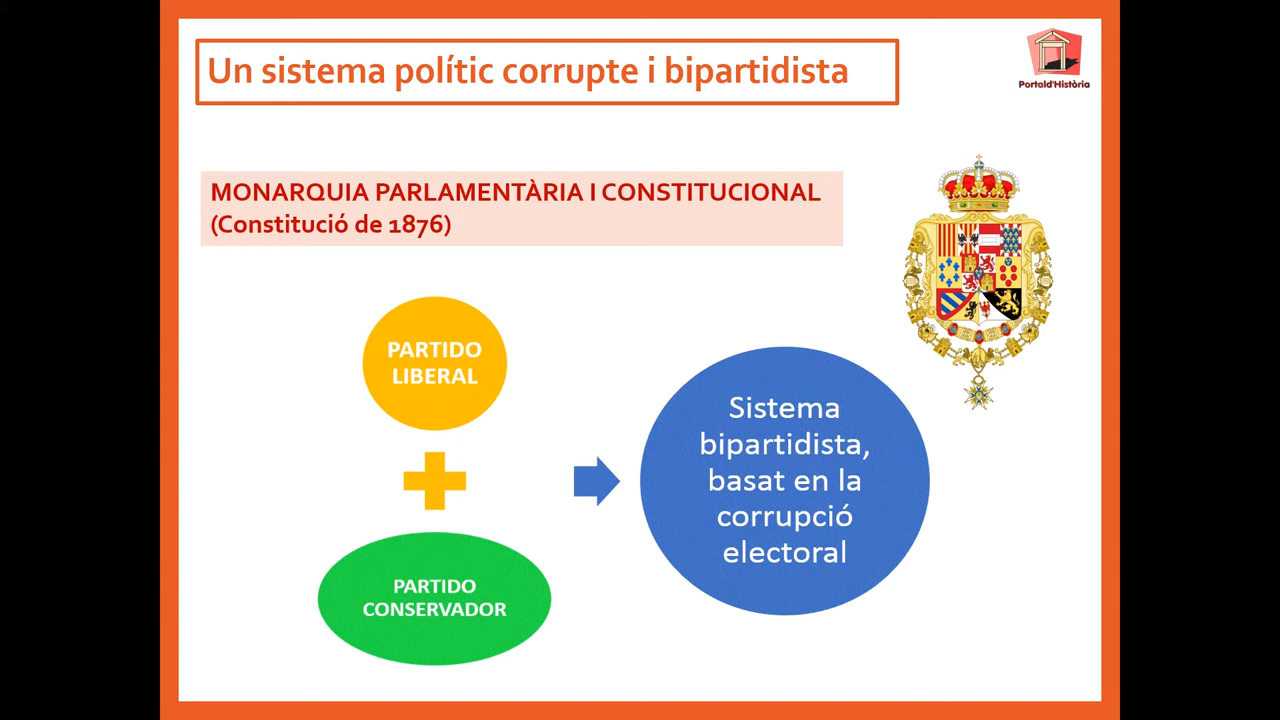 Un sistema polític corrupte i bipartidista
Portald'Història
MONARQUIA PARLAMENTÀRIA I CONSTITUCIONAL
(Constitució de 1876)
PARTIDO
LIBERAL
PARTIDO
CONSERVADOR
Sistema
bipartidista,
basat en la
corrupció
electoral